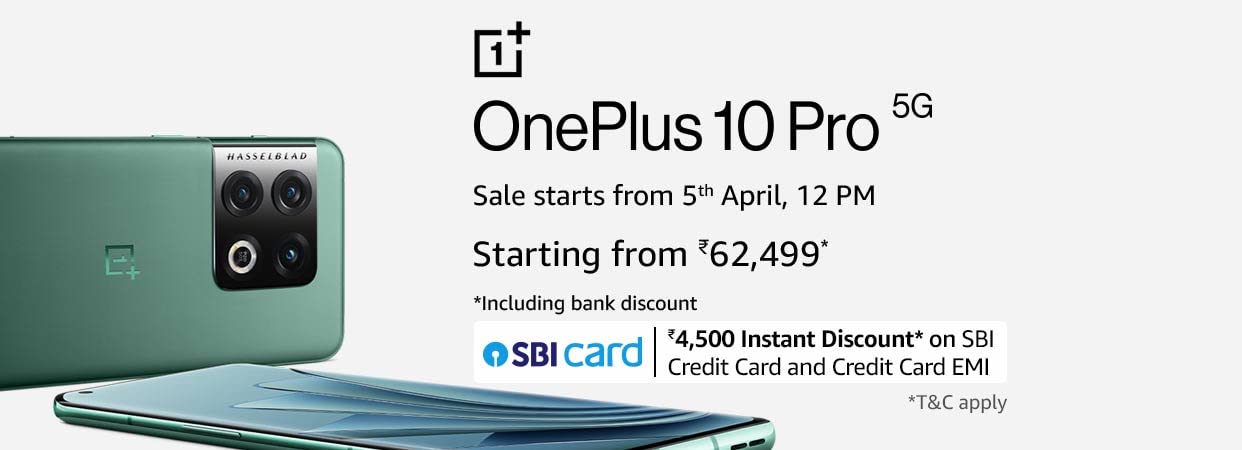 HASSELBLAD
1+
OnePlus 10 Pro 5G
Sale starts from 5th April, 12 PM
Starting from ₹62,499*
*Including bank discount
SBI card
₹4,500 Instant Discount* on SBI
Credit Card and Credit Card EMI
*T&C apply